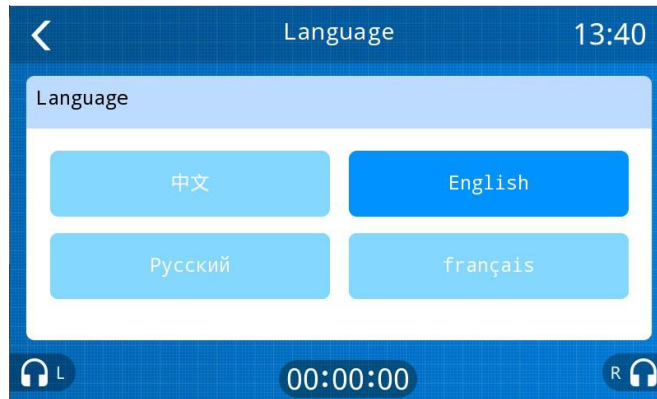 Language 13:40
Language
中文 English
Русский français
L 00:00:00 R